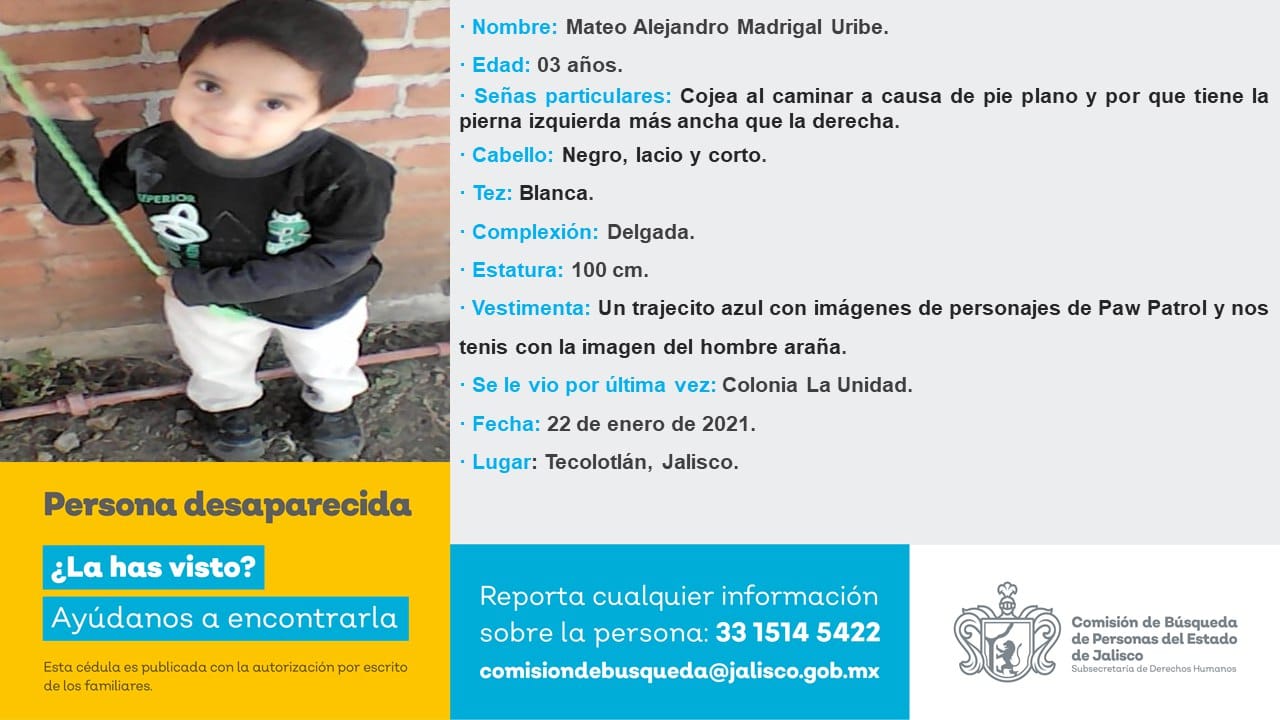 · Nombre: Mateo Alejandro Madrigal Uribe.
· Edad: 03 años.
· Señas particulares: Cojea al caminar a causa de pie plano y por que tiene la
pierna izquierda más ancha que la derecha.
· Cabello: Negro, lacio y corto.
· Tez: Blanca.
· Complexión: Delgada.
· Estatura: 100 cm.
· Vestimenta: Un trajecito azul con imágenes de personajes de Paw Patrol y nos
tenis con la imagen del hombre araña.
· Se le vio por última vez: Colonia La Unidad.
· Fecha: 22 de enero de 2021.
· Lugar: Tecolotlán, Jalisco.
Persona desaparecida
¿La has visto?
Ayúdanos a encontrarla
Esta cédula es publicada con la autorización por escrito
de los familiares.
Reporta cualquier información
sobre la persona: 33 1514 5422
comisiondebusqueda@jalisco.gob.mx
Comisión de Búsqueda
de Personas del Estado
de Jalisco
Subsecretaría de Derechos Humanos